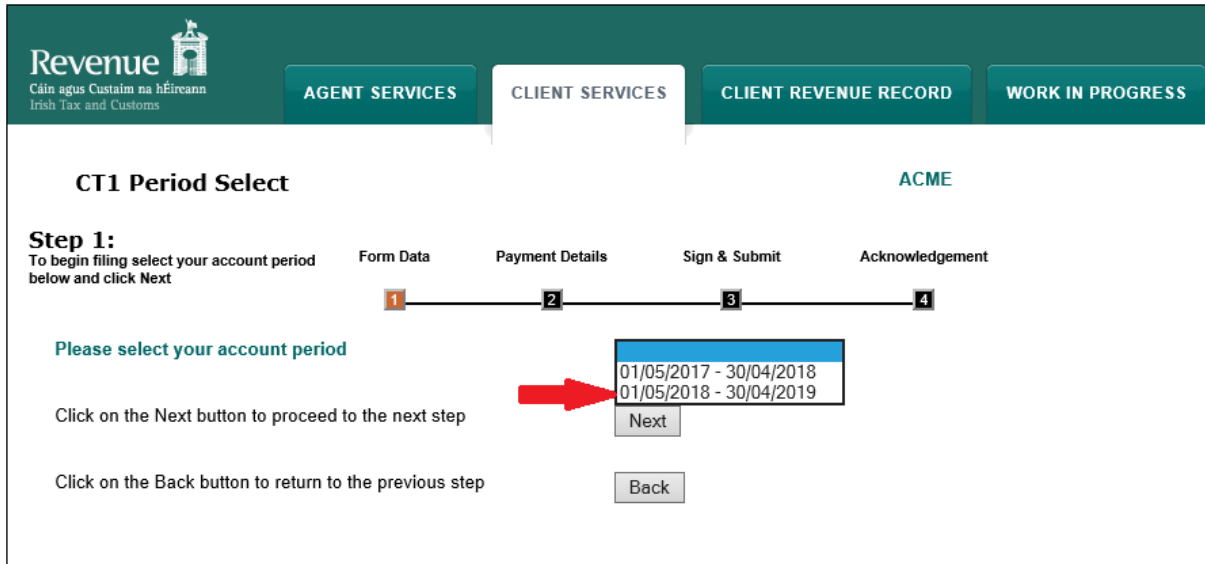 Revenue
Cáin agus Custaim na hÉireann
Irish Tax and Customs
AGENT SERVICES
CLIENT SERVICES
CLIENT REVENUE RECORD
WORK IN PROGRESS
CT1 Period Select
ACME
Step 1:
To begin filing select your account period
below and click Next
Form Data
Payment Details
Sign & Submit
Acknowledgement
1
2
3
4
Please select your account period
01/05/2017 - 30/04/2018
01/05/2018 - 30/04/2019
Click on the Next button to proceed to the next step
Next
Click on the Back button to return to the previous step
Back